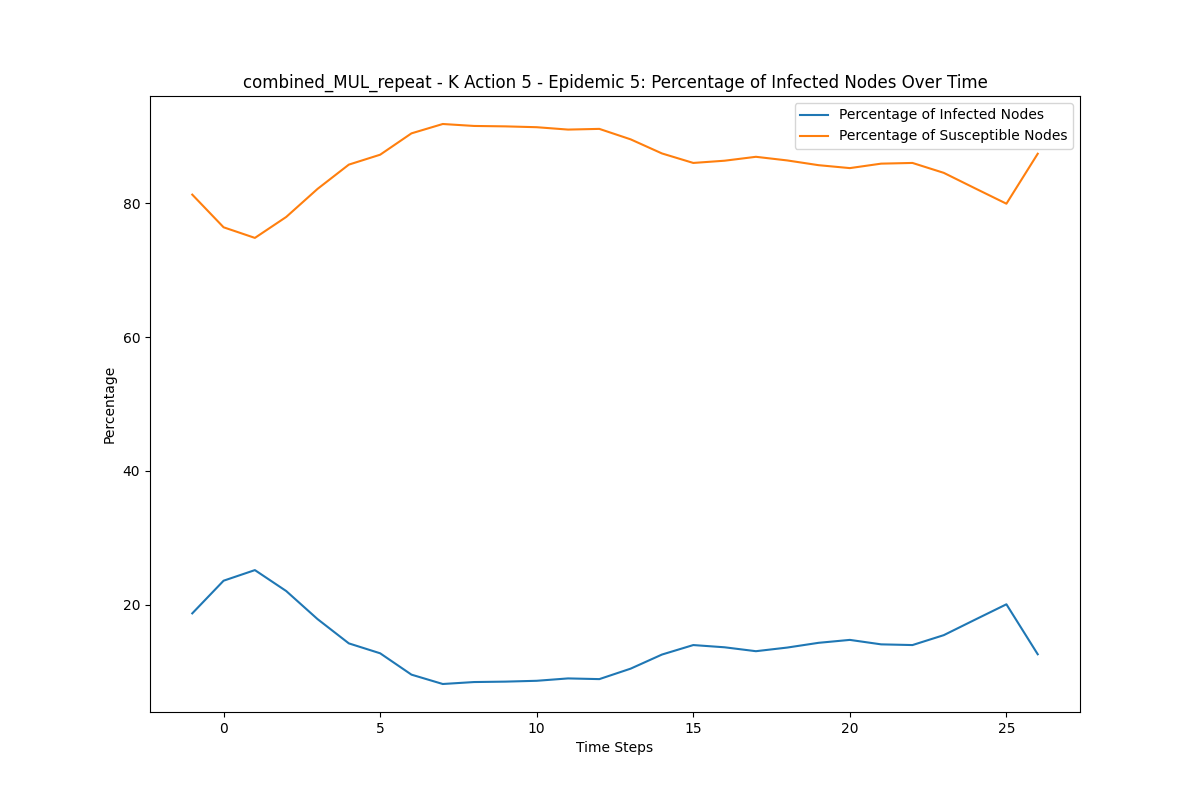 combined_MUL_repeat - K Action 5 - Epidemic 5: Percentage of Infected Nodes Over Time
Percentage of Infected Nodes
Percentage of Susceptible Nodes
80
60
40
20
Percentage
0 5 10 15 20 25
Time Steps